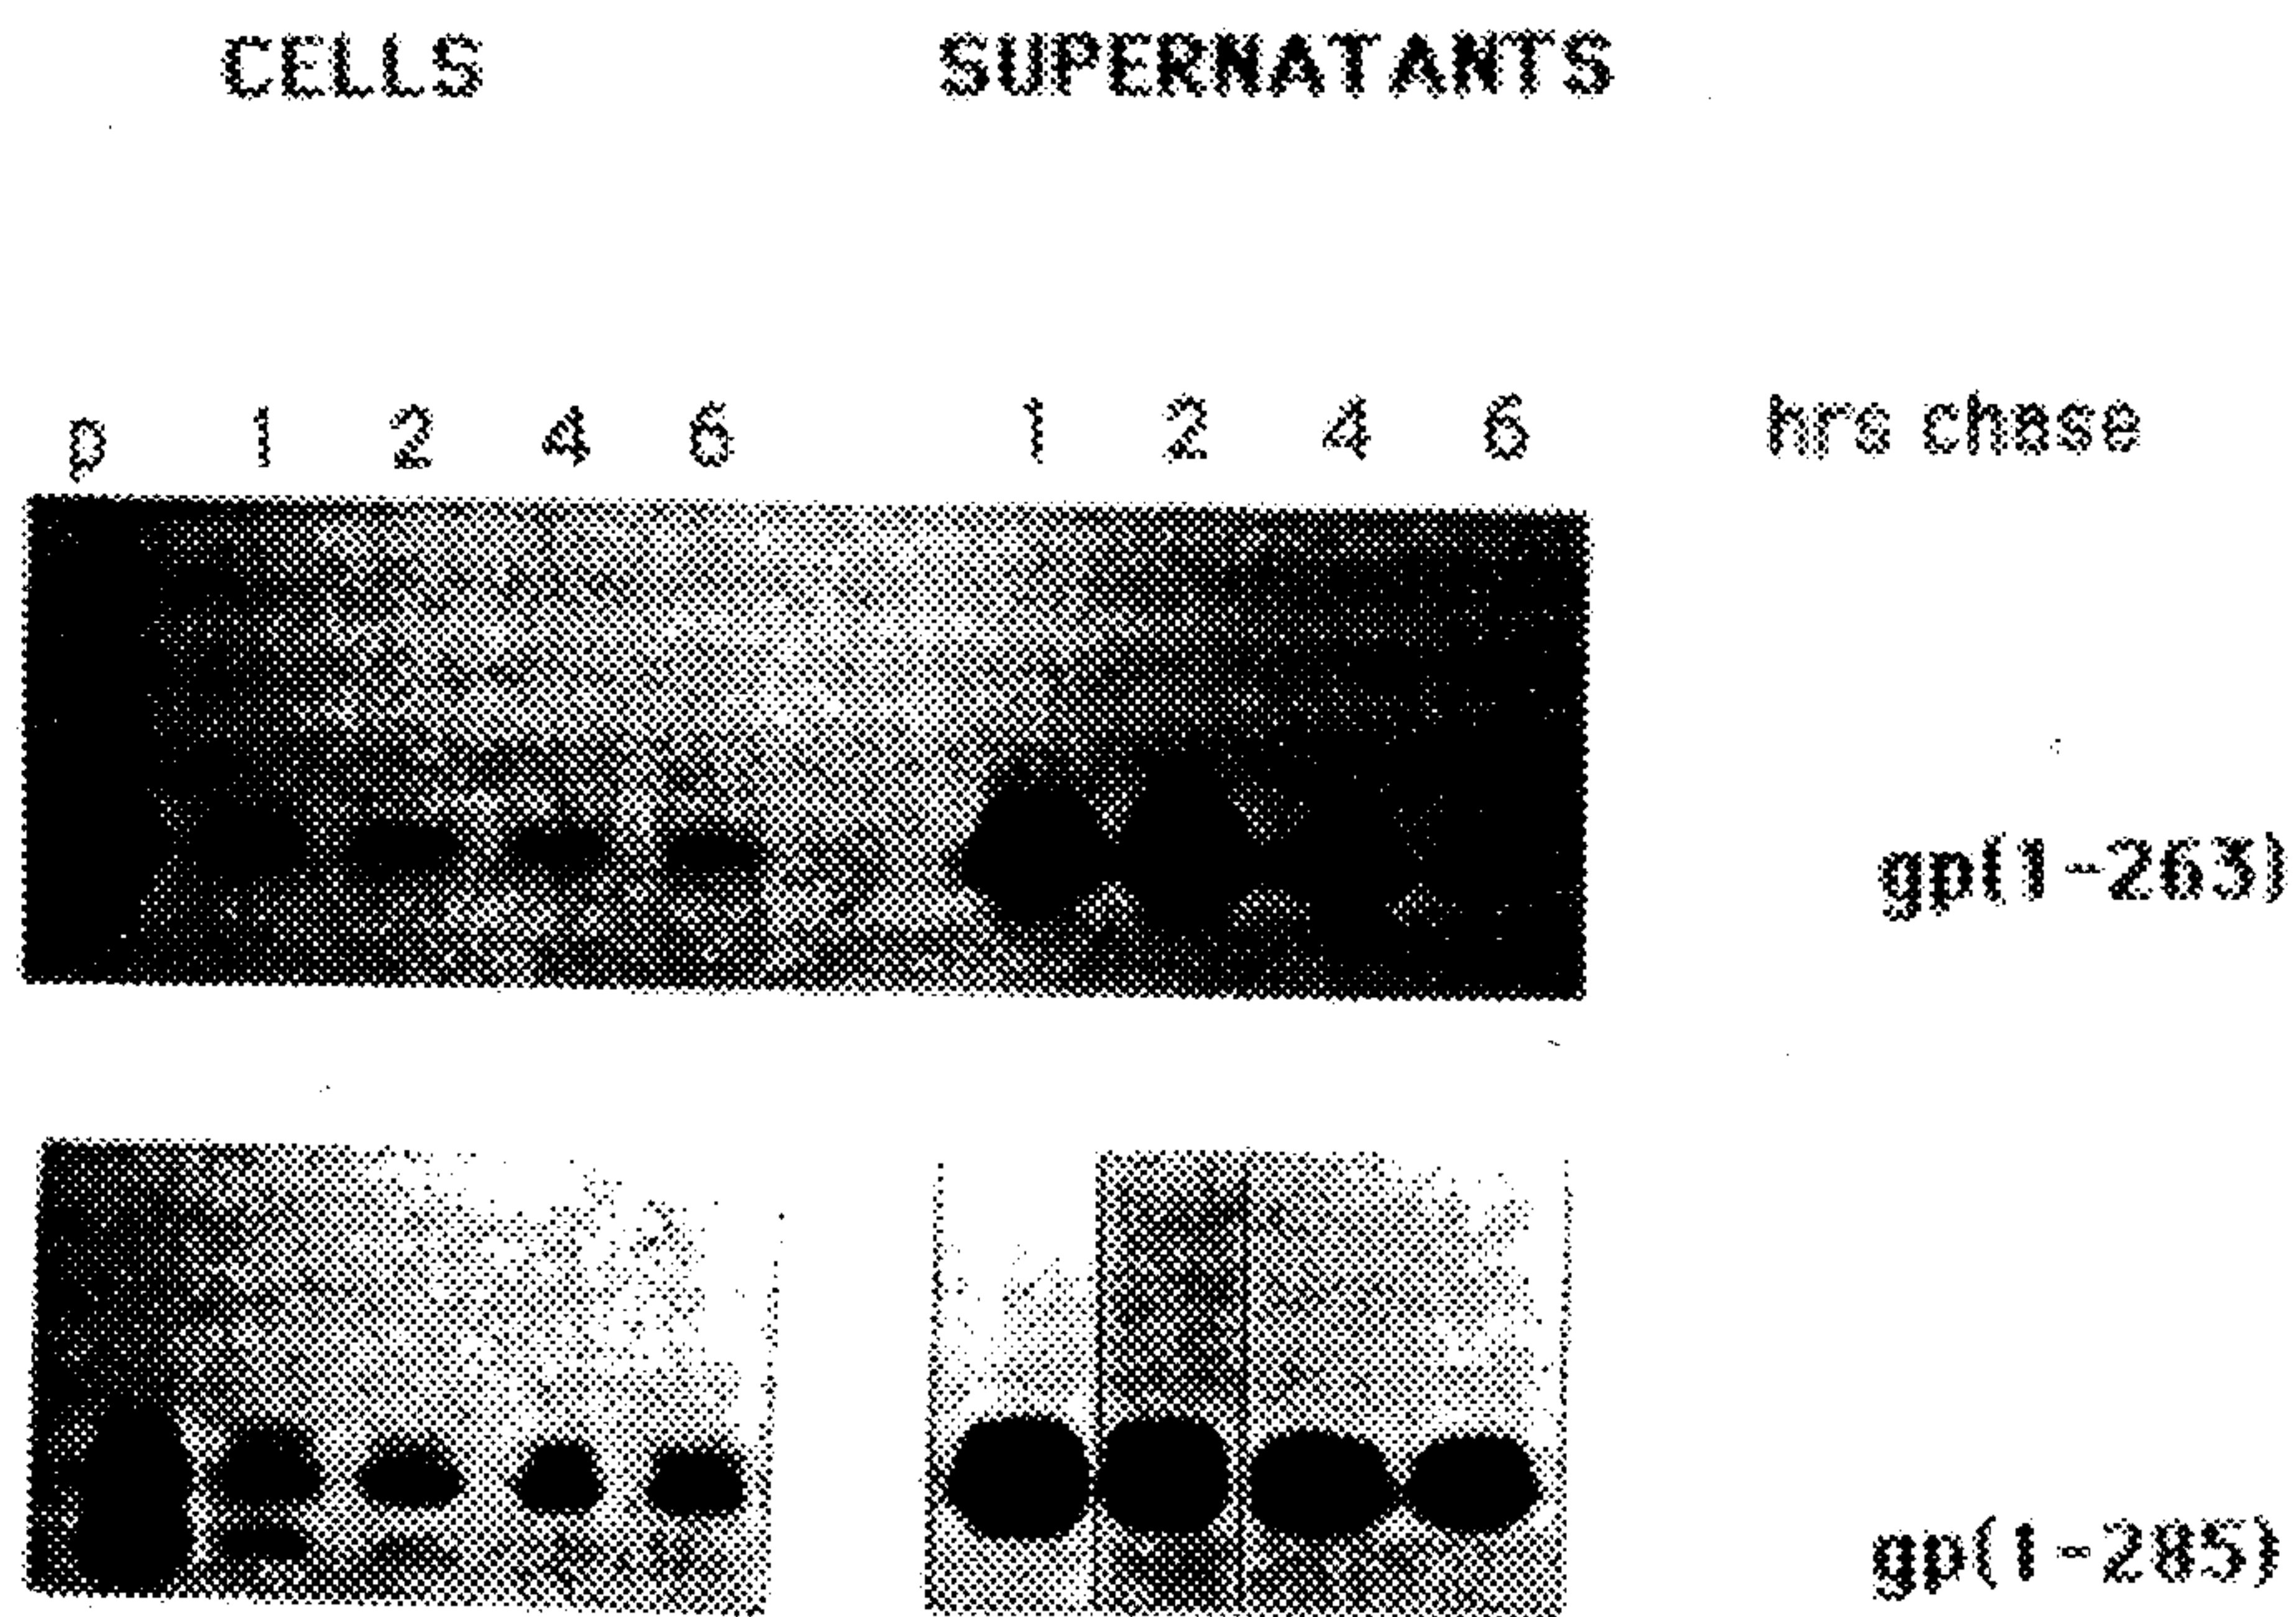 CELLS SUPERNATANTS
p 1 2 4 6 1 2 4 6 hrs chase
gp(1-263)
gp(1-285)